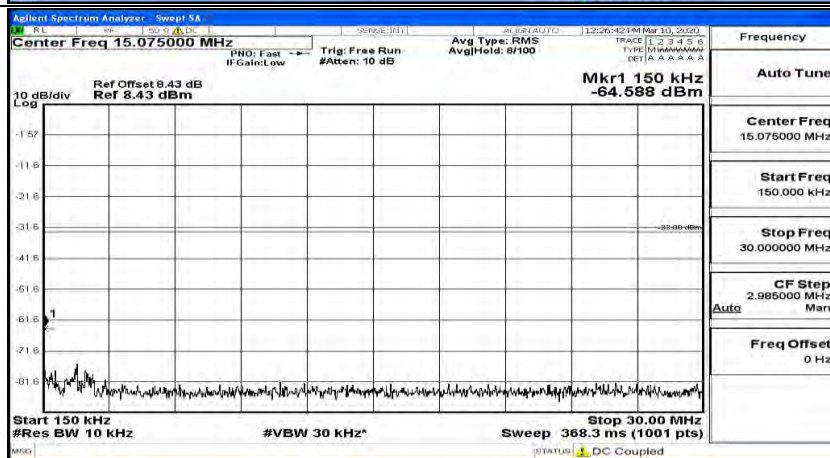 Agilent Spectrum Analyzer - Swept SA
RL RF 50 Ω DC SENSE:INT ALIGN AUTO 12:26:42 PM Mar 10, 2020
Center Freq 15.075000 MHz
PNO: Fast
IFGain:Low
Trig: Free Run
#Atten: 10 dB
Avg Type: RMS
Avg|Hold: 8/100
TRACE 1 2 3 4 5 6
TYPE MWWWWW
DET A A A A A A
Ref Offset 8.43 dB
10 dB/div Ref 8.43 dBm
Log
Mkr1 150 kHz
-64.588 dBm
-1.57
-11.6
-21.6
-31.6
-33.00 dBm
-41.6
-51.6
-61.6
1
-71.6
-81.6
Start 150 kHz
Stop 30.00 MHz
#Res BW 10 kHz
#VBW 30 kHz*
Sweep 368.3 ms (1001 pts)
MSG
STATUS DC Coupled
Frequency
Auto Tune
Center Freq
15.075000 MHz
Start Freq
150.000 kHz
Stop Freq
30.000000 MHz
CF Step
2.985000 MHz
Auto Man
Freq Offset
0 Hz